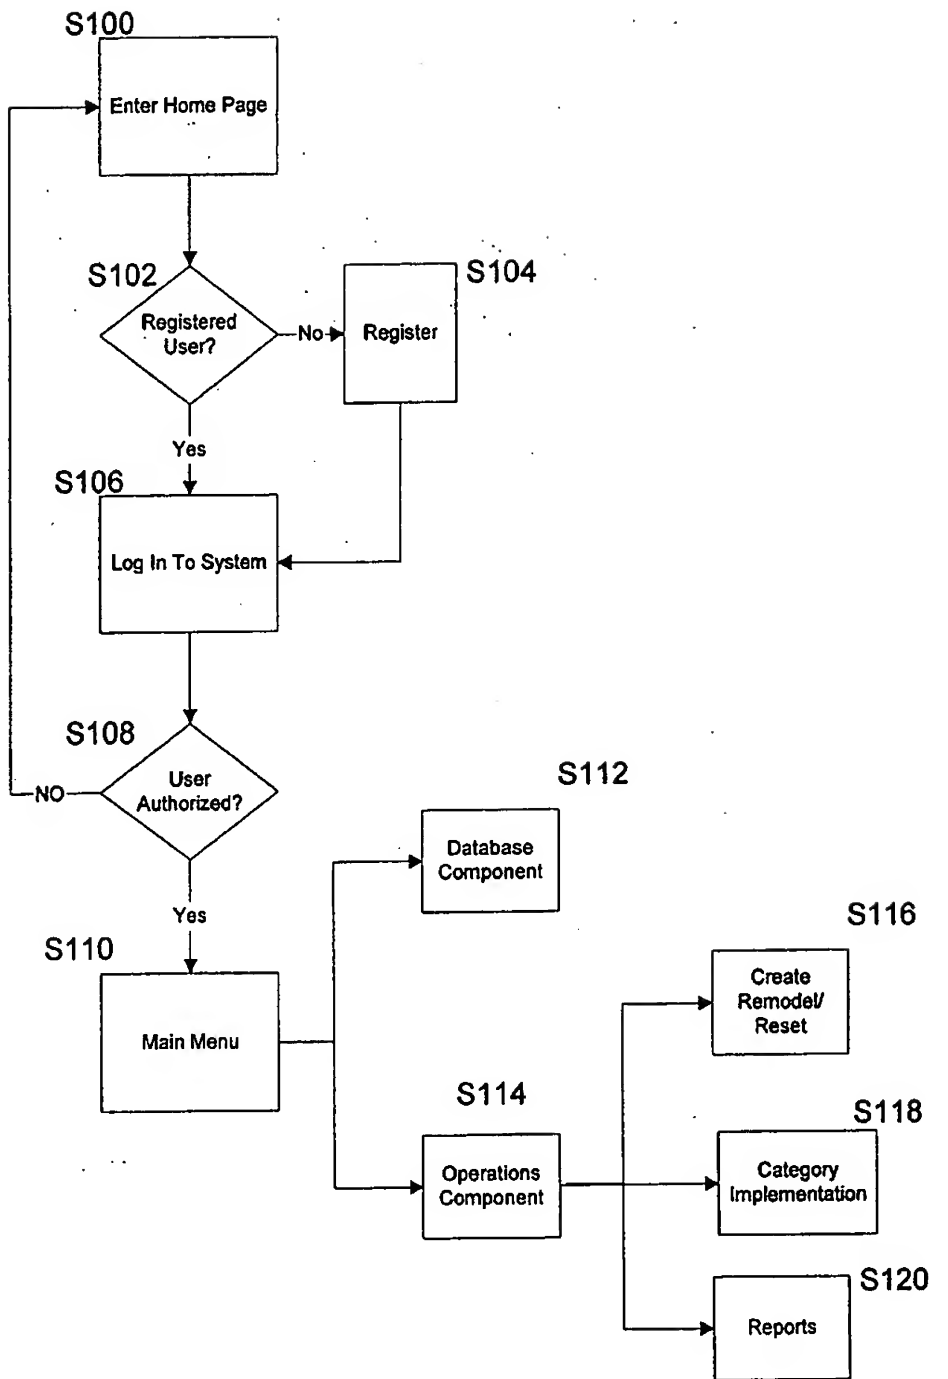 S100
Enter Home Page
S102
Registered
User?
No
S104
Register
Yes
S106
Log In To System
S108
User
Authorized?
NO
Yes
S110
Main Menu
S112
Database
Component
S114
Operations
Component
S116
Create
Remodel/
Reset
S118
Category
Implementation
S120
Reports